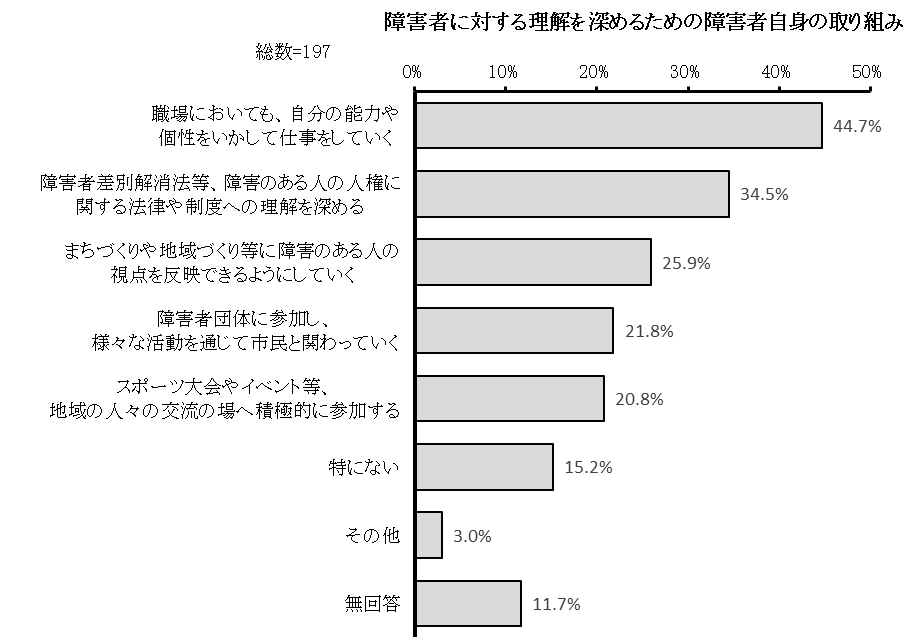 障害者に対する理解を深めるための障害者自身の取り組み
総数=197
0% 10% 20% 30% 40% 50%
職場においても、自分の能力や
個性をいかして仕事をしていく
44.7%
障害者差別解消法等、障害のある人の人権に
関する法律や制度への理解を深める
34.5%
まちづくりや地域づくり等に障害のある人の
視点を反映できるようにしていく
25.9%
障害者団体に参加し、
様々な活動を通じて市民と関わっていく
21.8%
スポーツ大会やイベント等、
地域の人々の交流の場へ積極的に参加する
20.8%
特にない
15.2%
その他
3.0%
無回答
11.7%